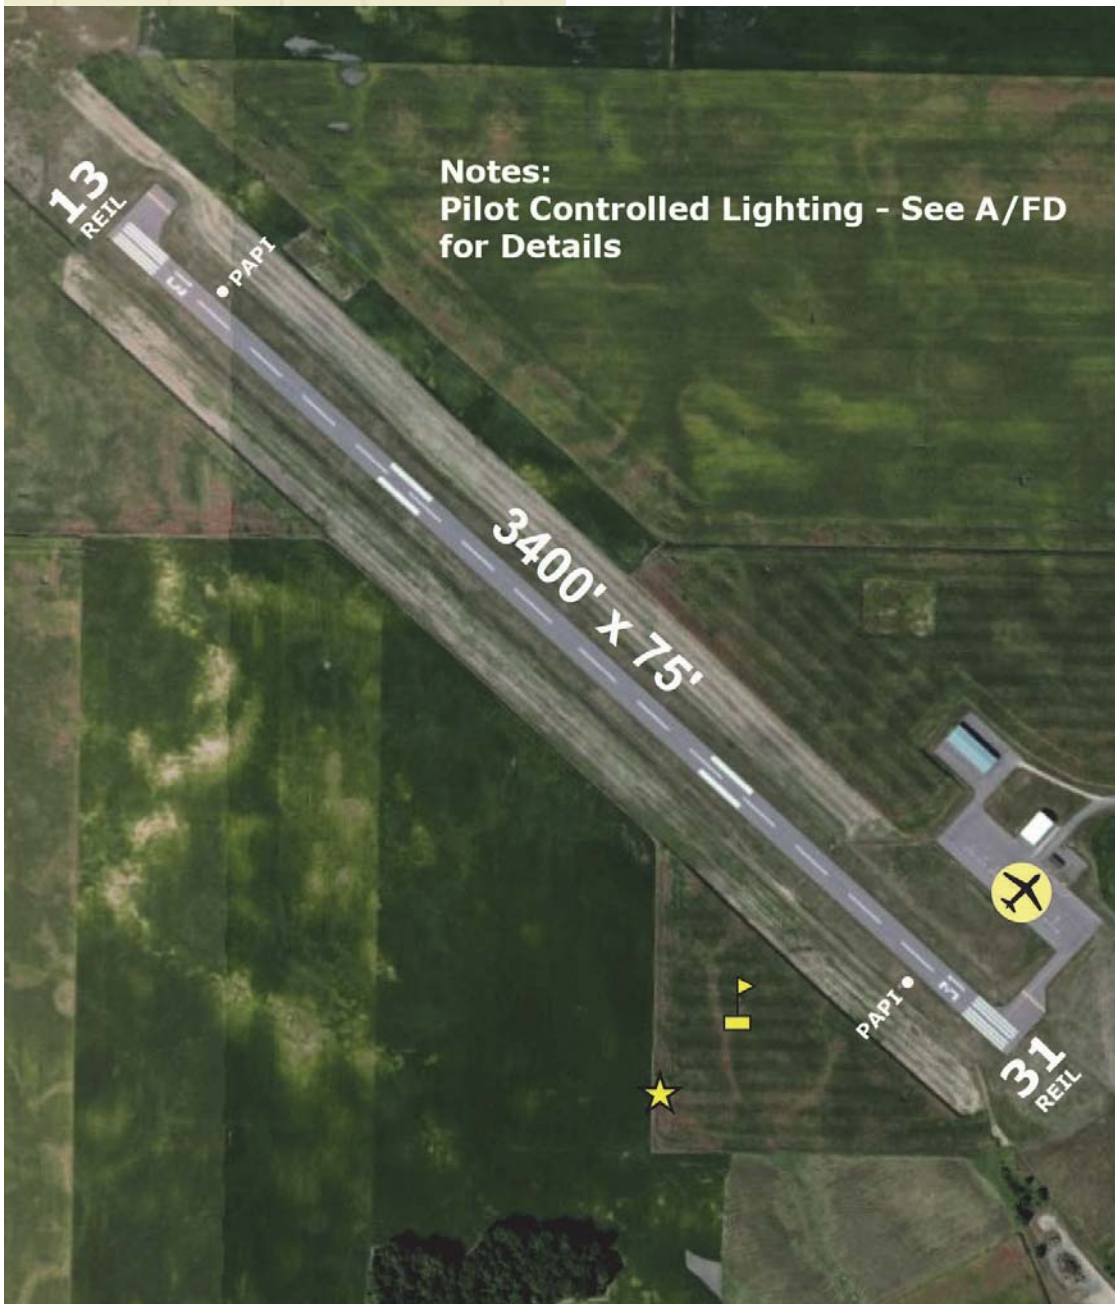 Notes:
Pilot Controlled Lighting - See A/FD
for Details
13
REIL
PAPI
3400' x 75'
PAPI
31
REIL